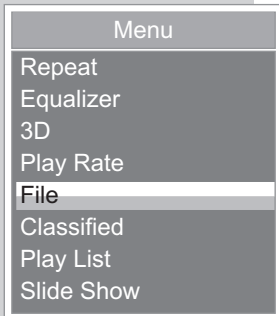 Menu
Repeat
Equalizer
3D
Play Rate
File
Classified
Play List
Slide Show